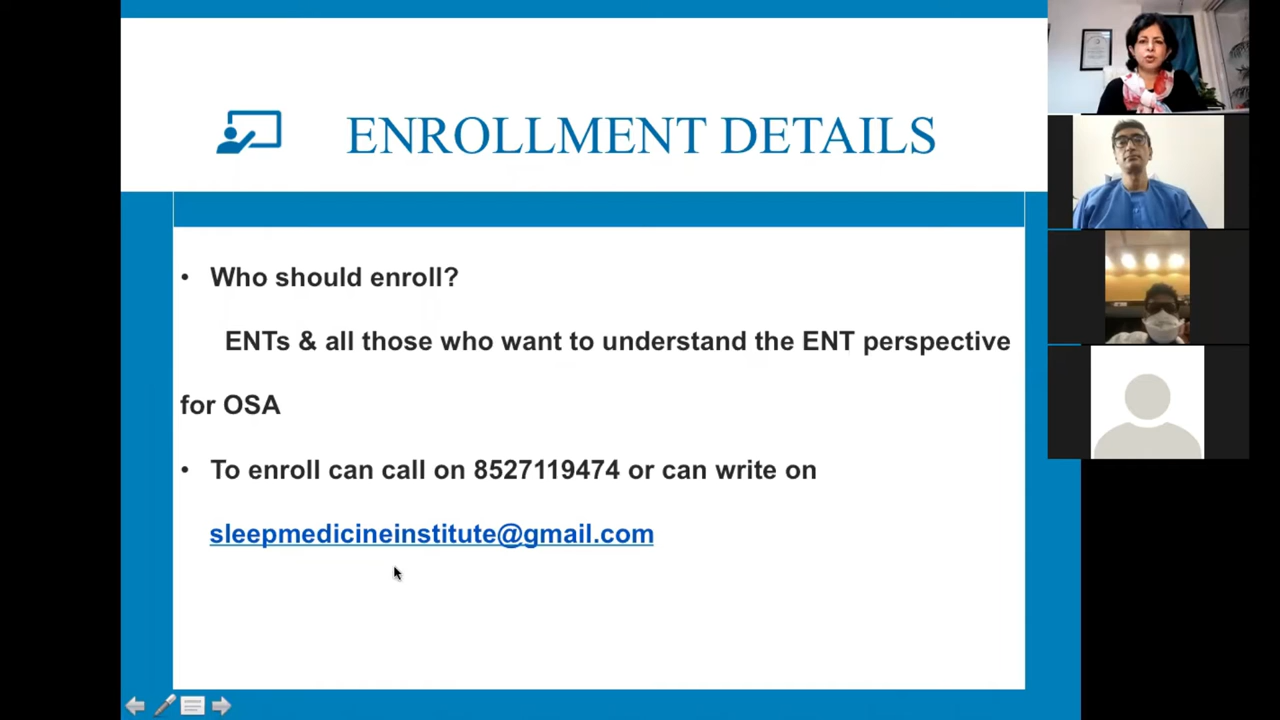 ENROLLMENT DETAILS
• Who should enroll?
ENTs & all those who want to understand the ENT perspective
for OSA
• To enroll can call on 8527119474 or can write on
sleepmedicineinstitute@gmail.com